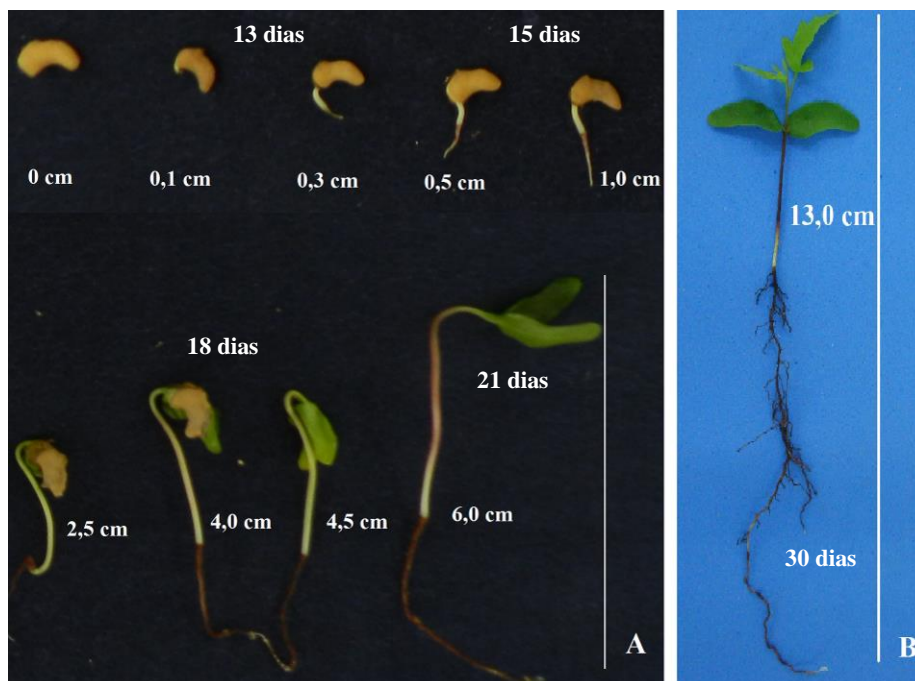 13 dias
15 dias
0 cm
0,1 cm
0,3 cm
0,5 cm
1,0 cm
18 dias
21 dias
2,5 cm
4,0 cm
4,5 cm
6,0 cm
A
13,0 cm
30 dias
B